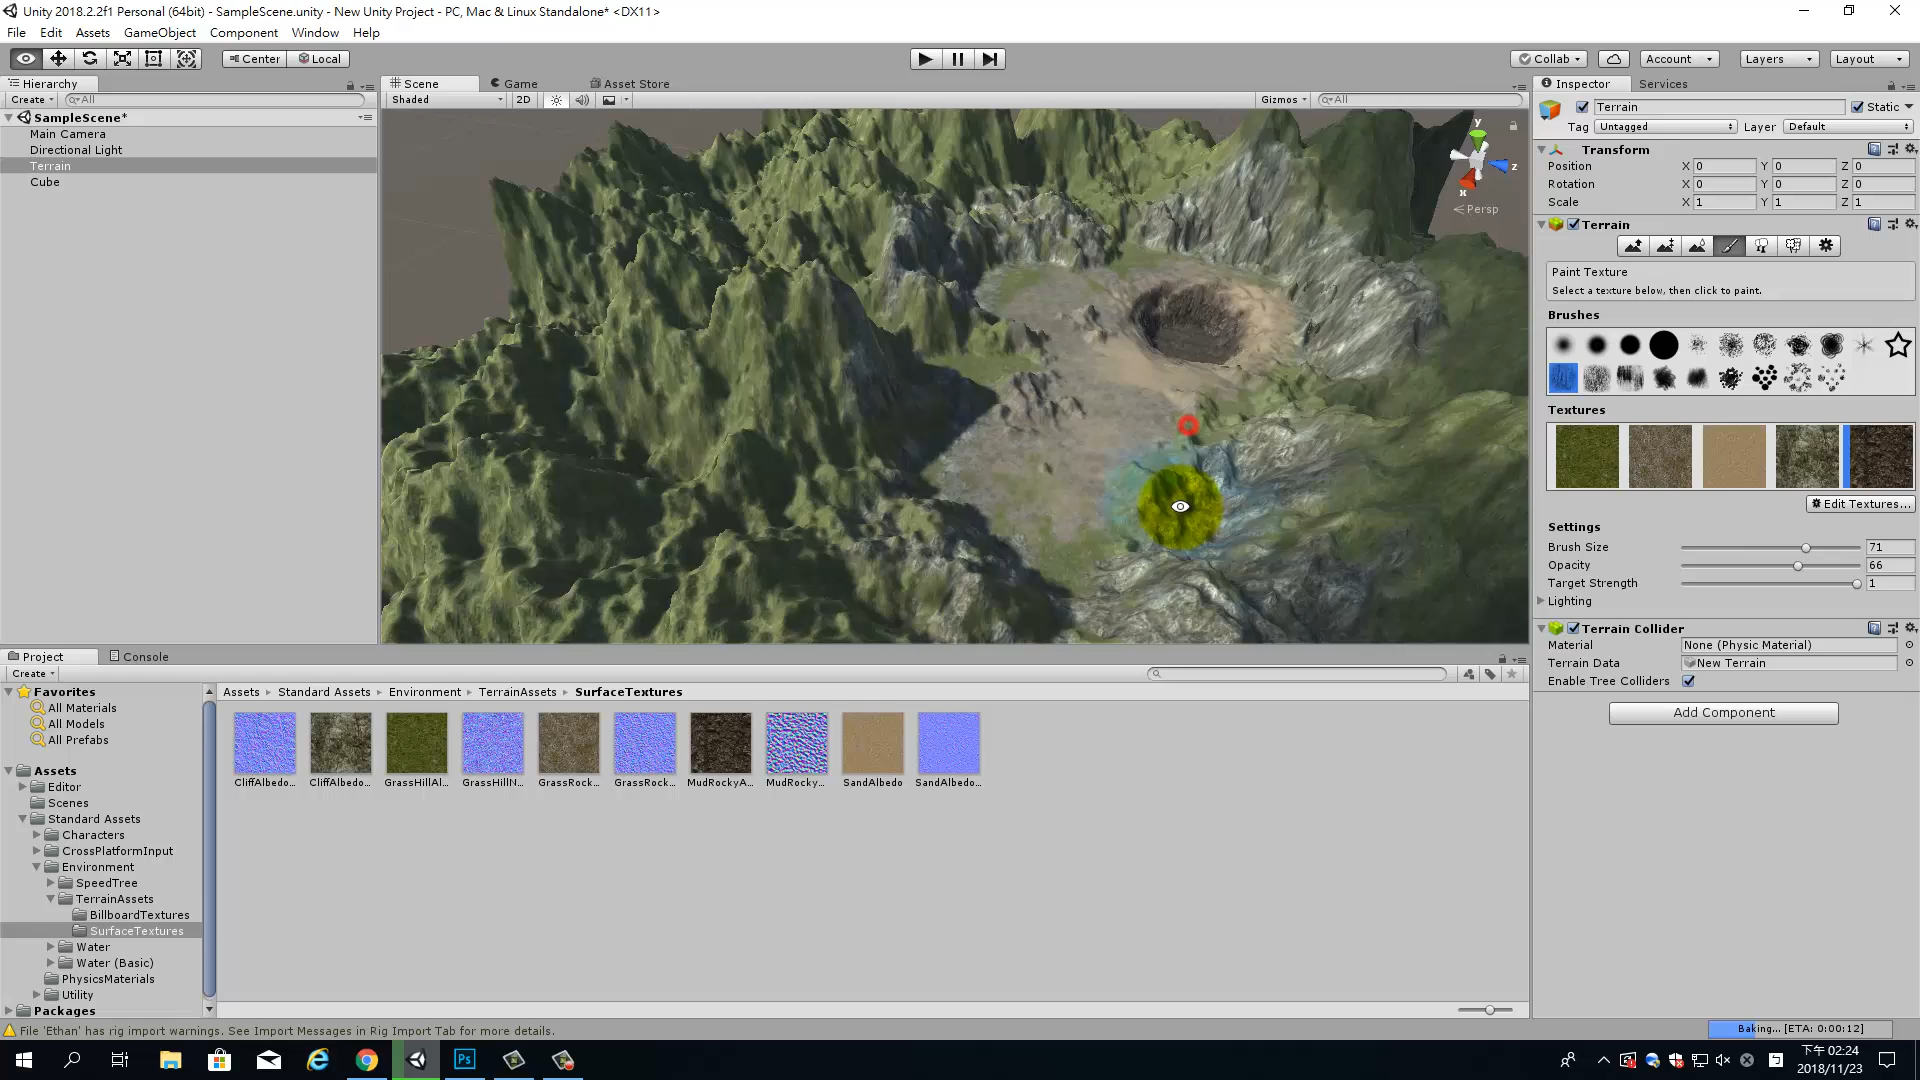 Unity 2018.2.2f1 Personal (64bit) - SampleScene.unity - New Unity Project - PC, Mac & Linux Standalone* <DX11>
File Edit Assets GameObject Component Window Help
Center Local Collab Account Layers Layout
Hierarchy
Create All
SampleScene*
Main Camera
Directional Light
Terrain
Cube
Scene Game Asset Store
Shaded 2D Gizmos All
y
z
x
Persp
Inspector Services
Terrain Static
Tag Untagged Layer Default
Transform
Position X 0 Y 0 Z 0
Rotation X 0 Y 0 Z 0
Scale X 1 Y 1 Z 1
Terrain
Paint Texture
Select a texture below, then click to paint.
Brushes
Textures
Edit Textures...
Settings
Brush Size 71
Opacity 66
Target Strength 1
Lighting
Terrain Collider
Material None (Physic Material)
Terrain Data New Terrain
Enable Tree Colliders
Add Component
Project Console
Create
Favorites
All Materials
All Models
All Prefabs
Assets
Editor
Scenes
Standard Assets
Characters
CrossPlatformInput
Environment
SpeedTree
TerrainAssets
BillboardTextures
SurfaceTextures
Water
Water (Basic)
PhysicsMaterials
Utility
Packages
Assets Standard Assets Environment TerrainAssets SurfaceTextures
CliffAlbedo... CliffAlbedo... GrassHillAl... GrassHillN... GrassRock... GrassRock... MudRockyA... MudRocky... SandAlbedo SandAlbedo...
File 'Ethan' has rig import warnings. See Import Messages in Rig Import Tab for more details.
Baking... [ETA: 0:00:12]
Ps
下午 02:24
2018/11/23